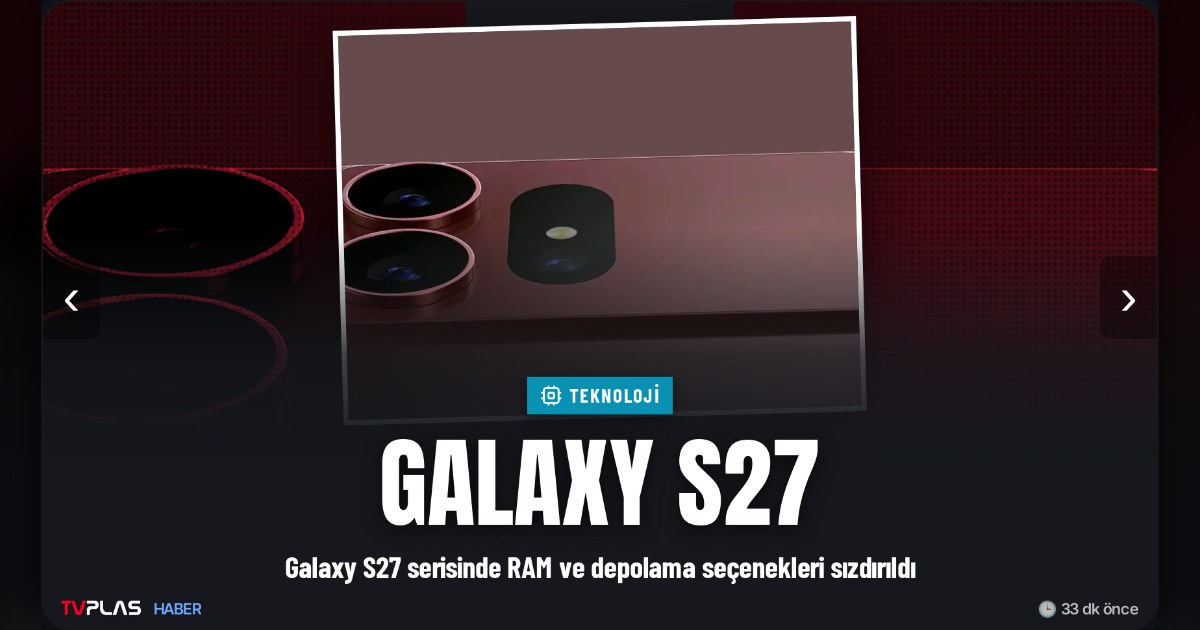 TEKNOLOJİ
GALAXY S27
Galaxy S27 serisinde RAM ve depolama seçenekleri sızdırıldı
TVPLAS HABER
33 dk önce